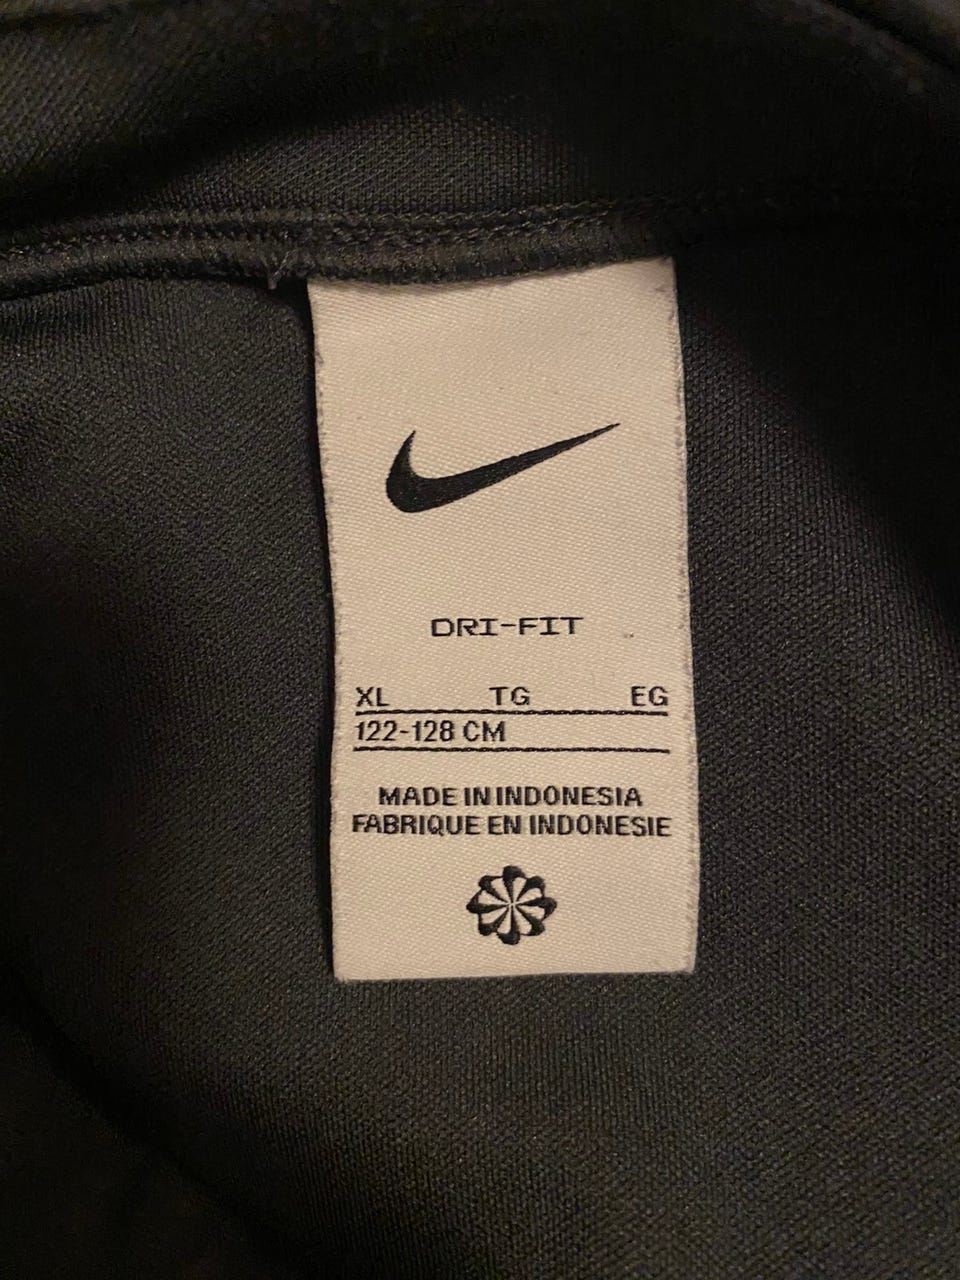 DRI-FIT
XL TG EG
122-128 CM
MADE IN INDONESIA
FABRIQUE EN INDONESIE